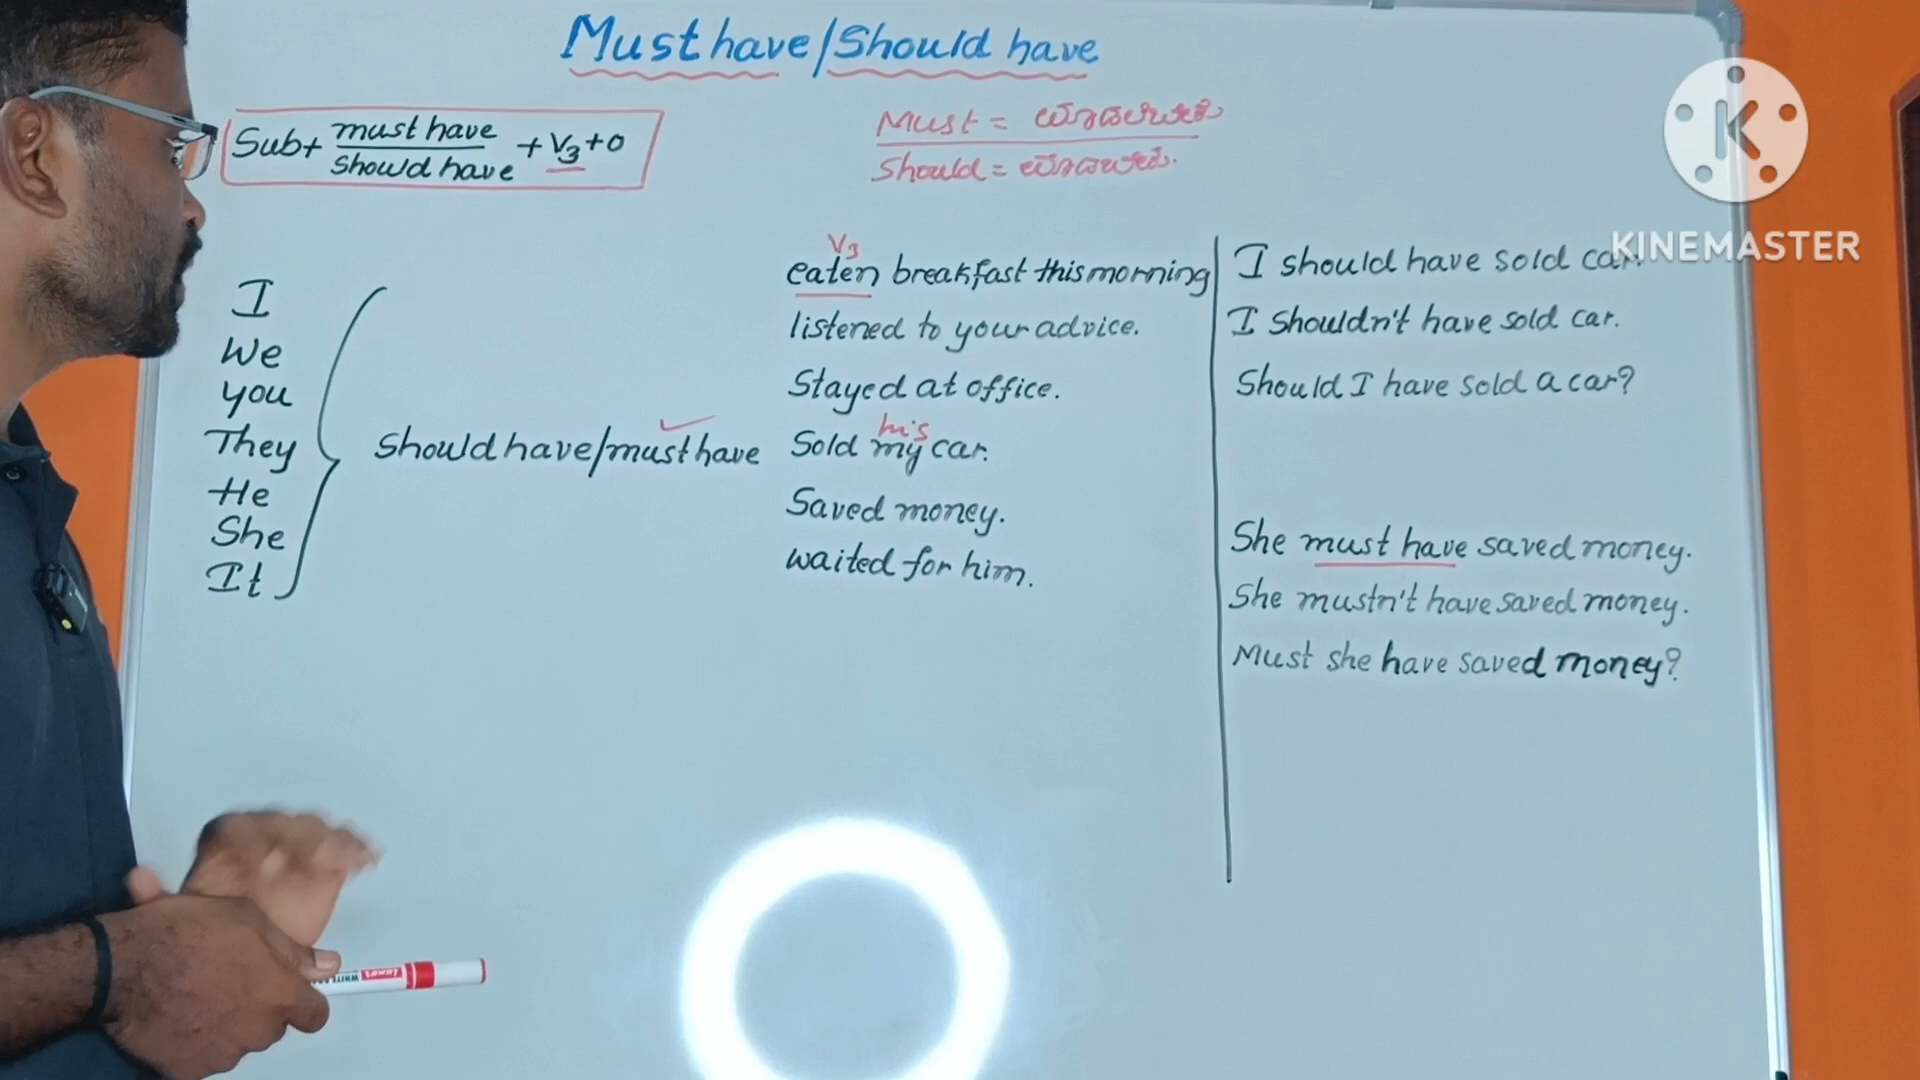 Must have/Should have
Sub+ must have / Should have + V3 + o
Must = ಮಾಡಲೇಬೇಕು
Should = ಮಾಡಬೇಕು.
I
We
you
They
He
She
It
Should have/must have
V3
eaten breakfast this morning
listened to your advice.
Stayed at office.
his
Sold my car.
Saved money.
waited for him.
I should have sold car.
I shouldn't have sold car.
Should I have sold a car?
She must have saved money.
She mustn't have saved money.
Must she have saved money?
K
KINEMASTER